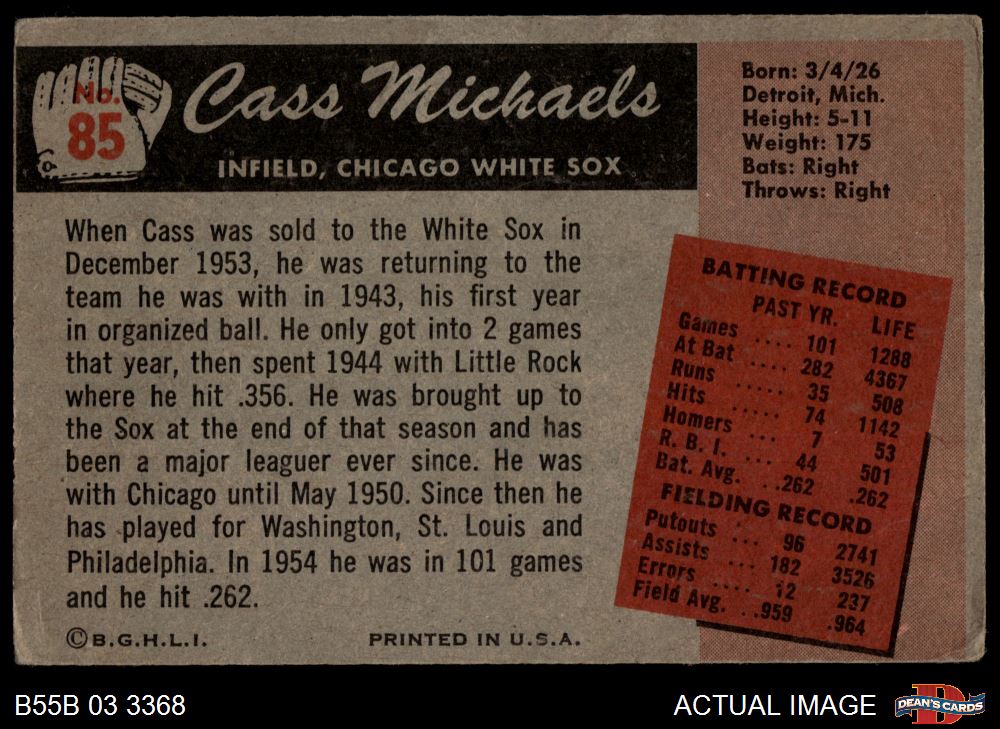 No.
85
Cass Michaels
INFIELD, CHICAGO WHITE SOX
Born: 3/4/26
Detroit, Mich.
Height: 5-11
Weight: 175
Bats: Right
Throws: Right
When Cass was sold to the White Sox in
December 1953, he was returning to the
team he was with in 1943, his first year
in organized ball. He only got into 2 games
that year, then spent 1944 with Little Rock
where he hit .356. He was brought up to
the Sox at the end of that season and has
been a major leaguer ever since. He was
with Chicago until May 1950. Since then he
has played for Washington, St. Louis and
Philadelphia. In 1954 he was in 101 games
and he hit .262.
©B.G.H.L.I. PRINTED IN U.S.A.
BATTING RECORD
PAST YR. LIFE
Games .... 101 1288
At Bat .... 282 4367
Runs ..... 35 508
Hits ..... 74 1142
Homers ... 7 53
R. B. I. ... 44 501
Bat. Avg. ..262 .262
FIELDING RECORD
Putouts ... 96 2741
Assists ... 182 3526
Errors .... 12 237
Field Avg. ..959 .964
B55B 03 3368
ACTUAL IMAGE
D
DEAN'S CARDS